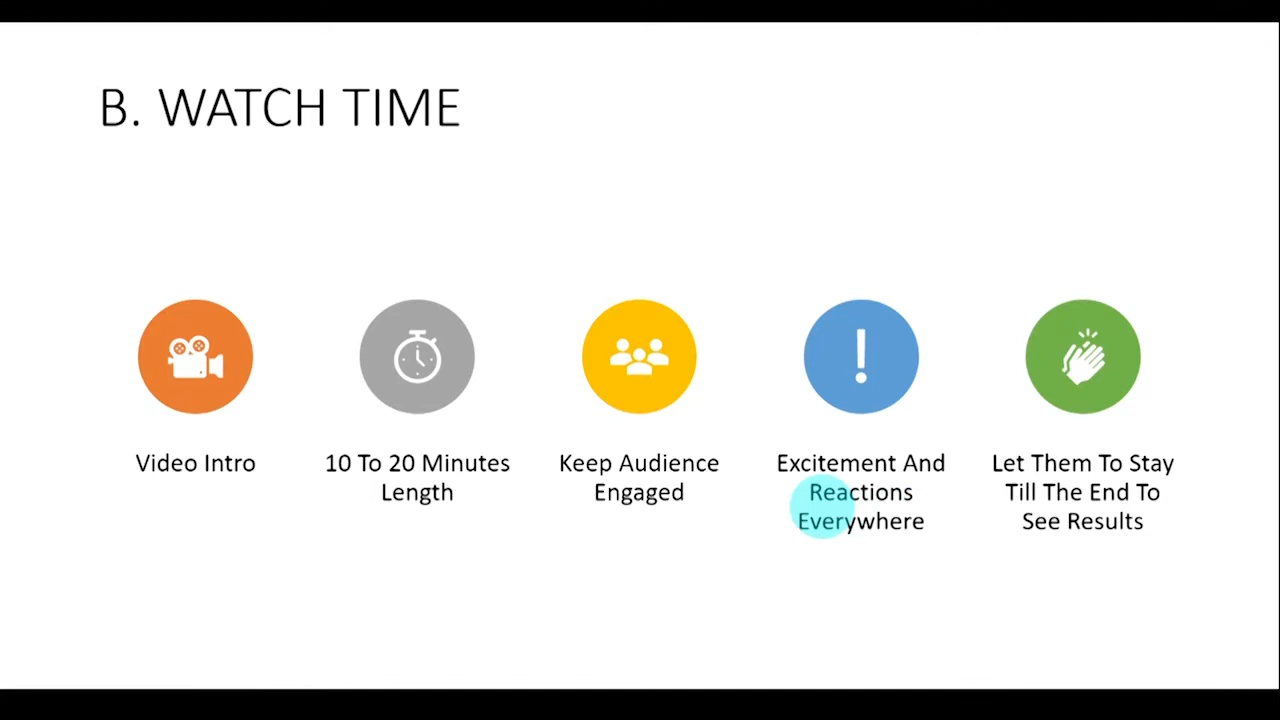 B. WATCH TIME
Video Intro
10 To 20 Minutes
Length
Keep Audience
Engaged
Excitement And
Reactions
Everywhere
Let Them To Stay
Till The End To
See Results